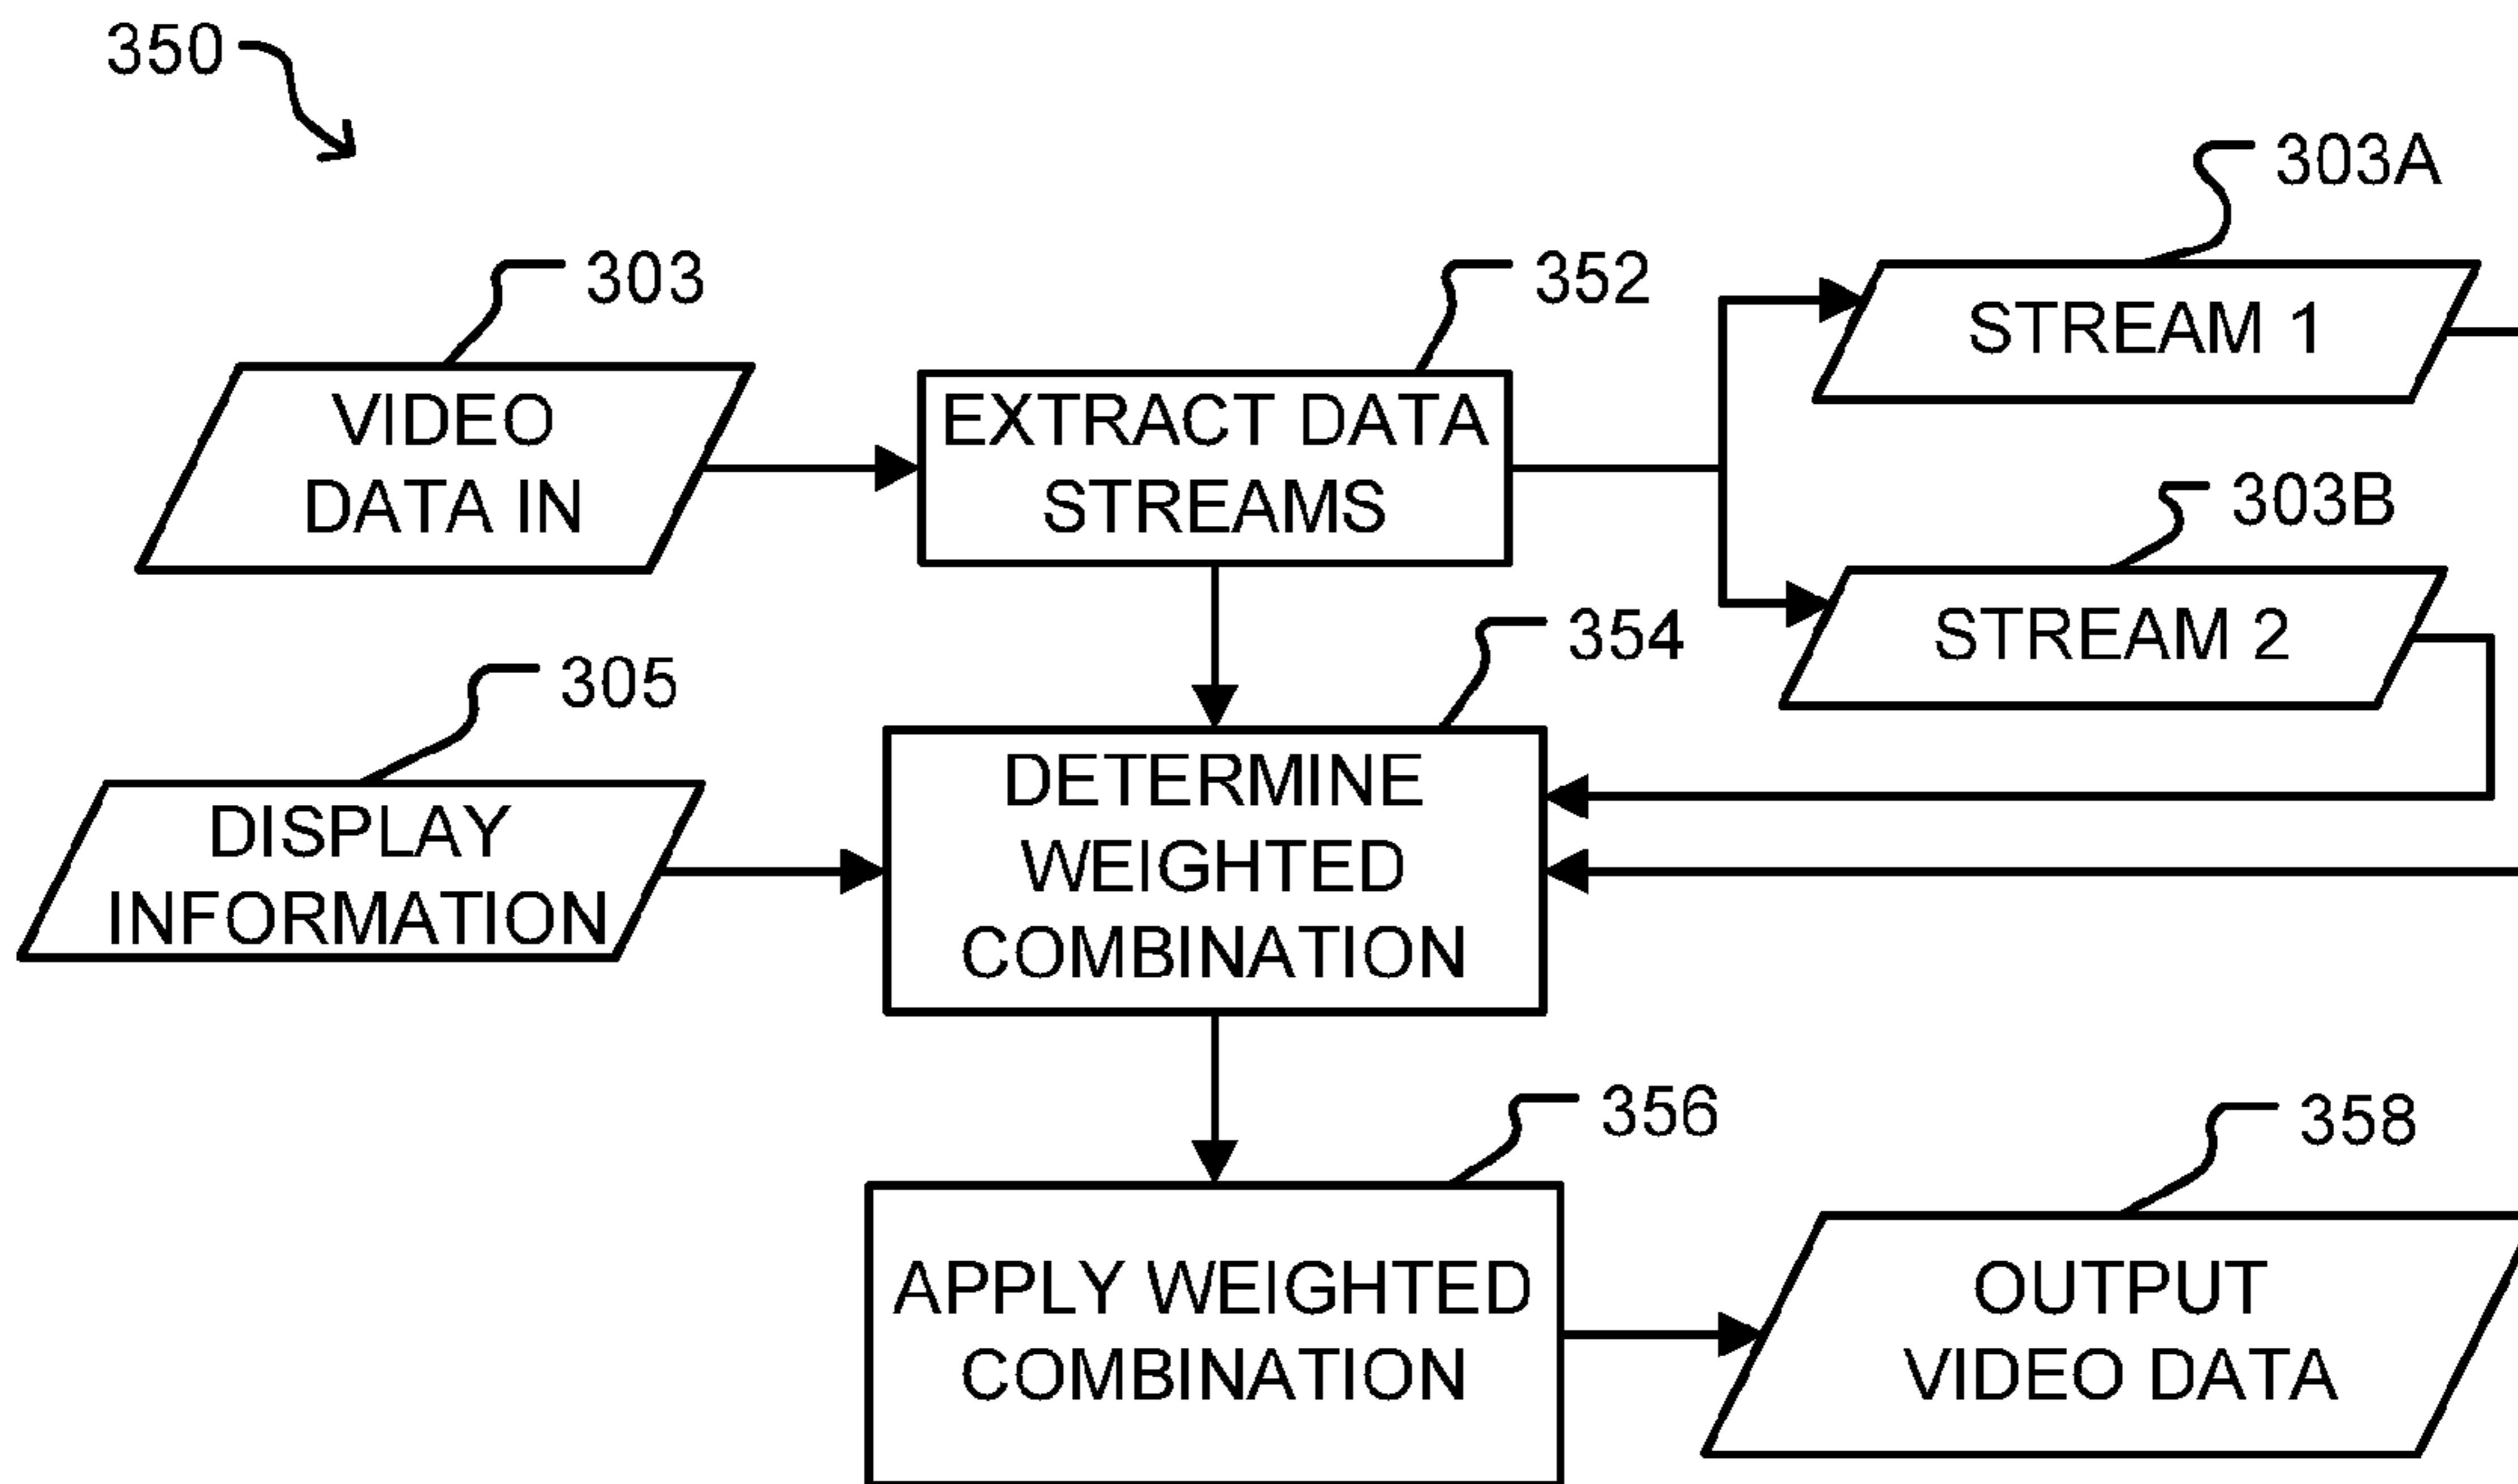 350
303A
303
352
STREAM 1
VIDEO
DATA IN
EXTRACT DATA
STREAMS
303B
STREAM 2
354
305
DETERMINE
WEIGHTED
COMBINATION
DISPLAY
INFORMATION
356
358
APPLY WEIGHTED
COMBINATION
OUTPUT
VIDEO DATA